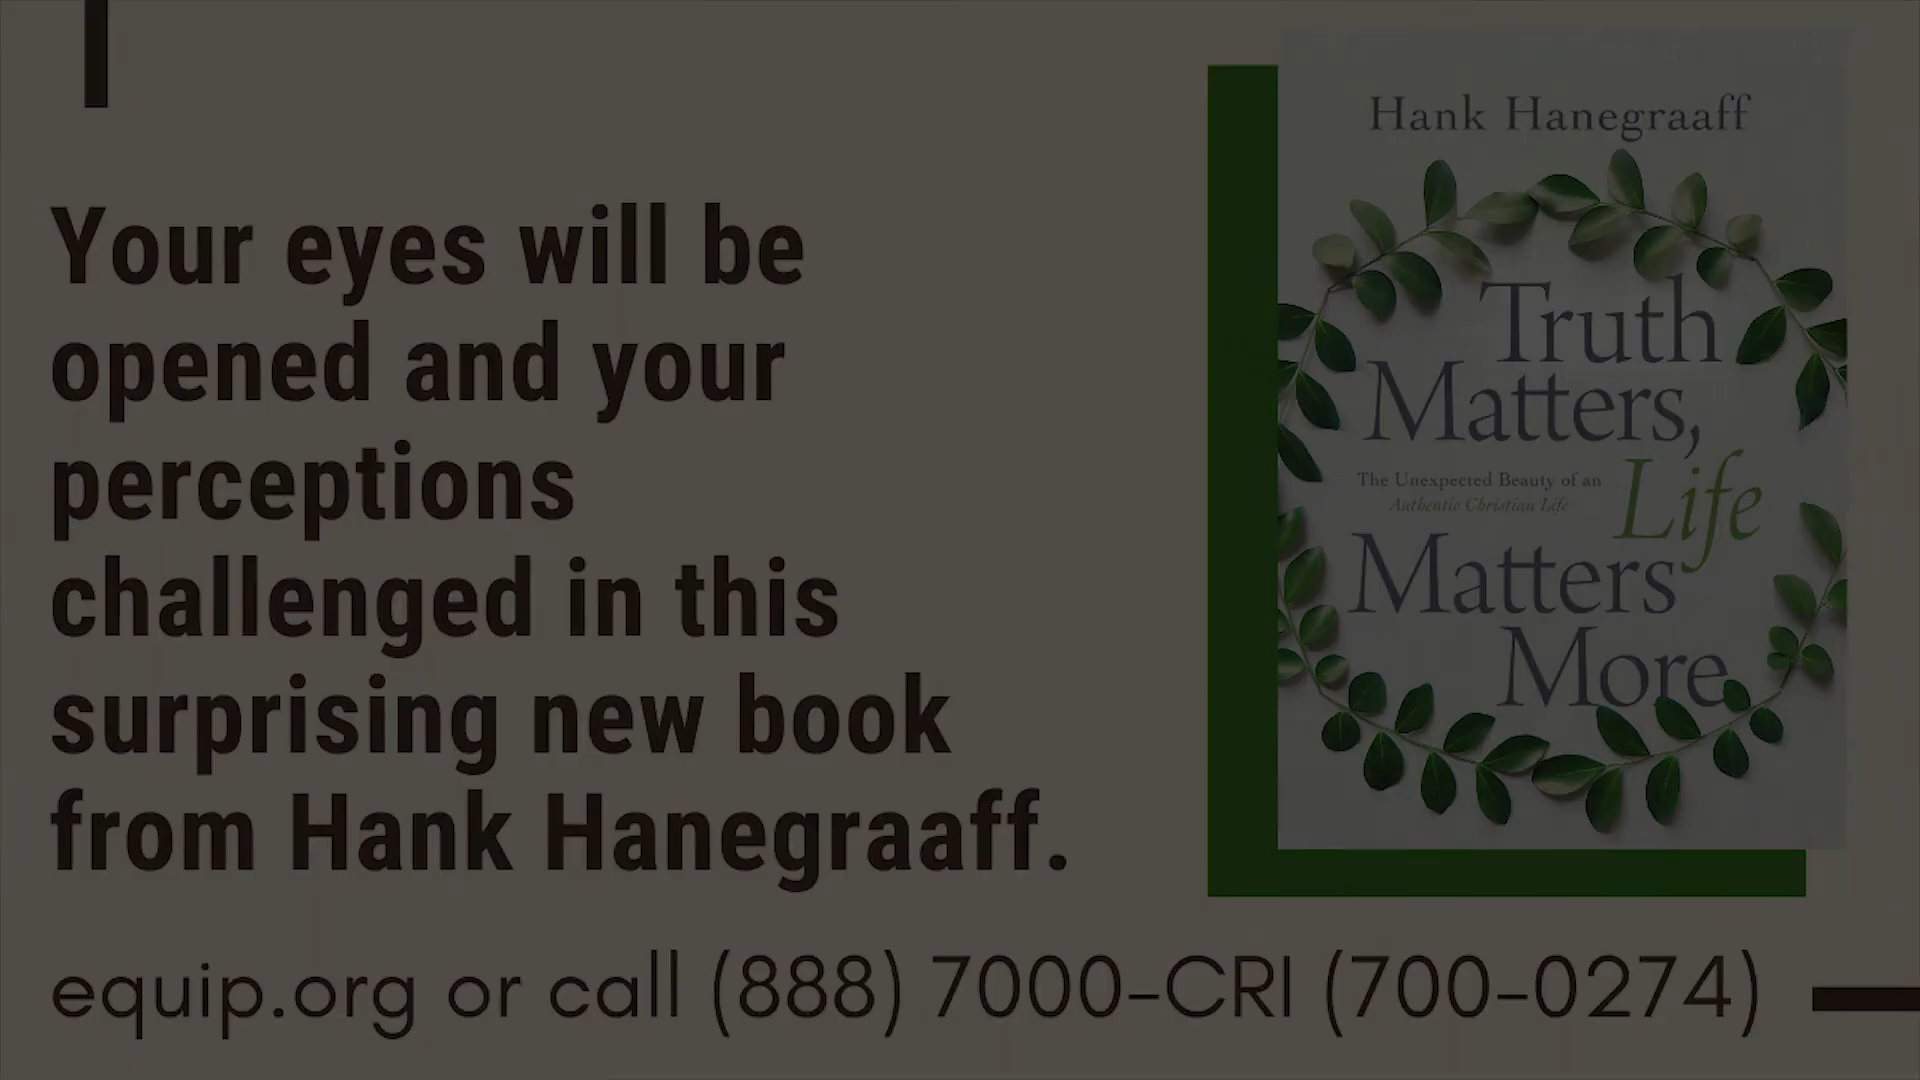 Your eyes will be
opened and your
perceptions
challenged in this
surprising new book
from Hank Hanegraaff.
equip.org or call (888) 7000-CRI (700-0274)
Hank Hanegraaff
Truth
Matters,
The Unexpected Beauty of an
Authentic Christian Life
Life
Matters
More